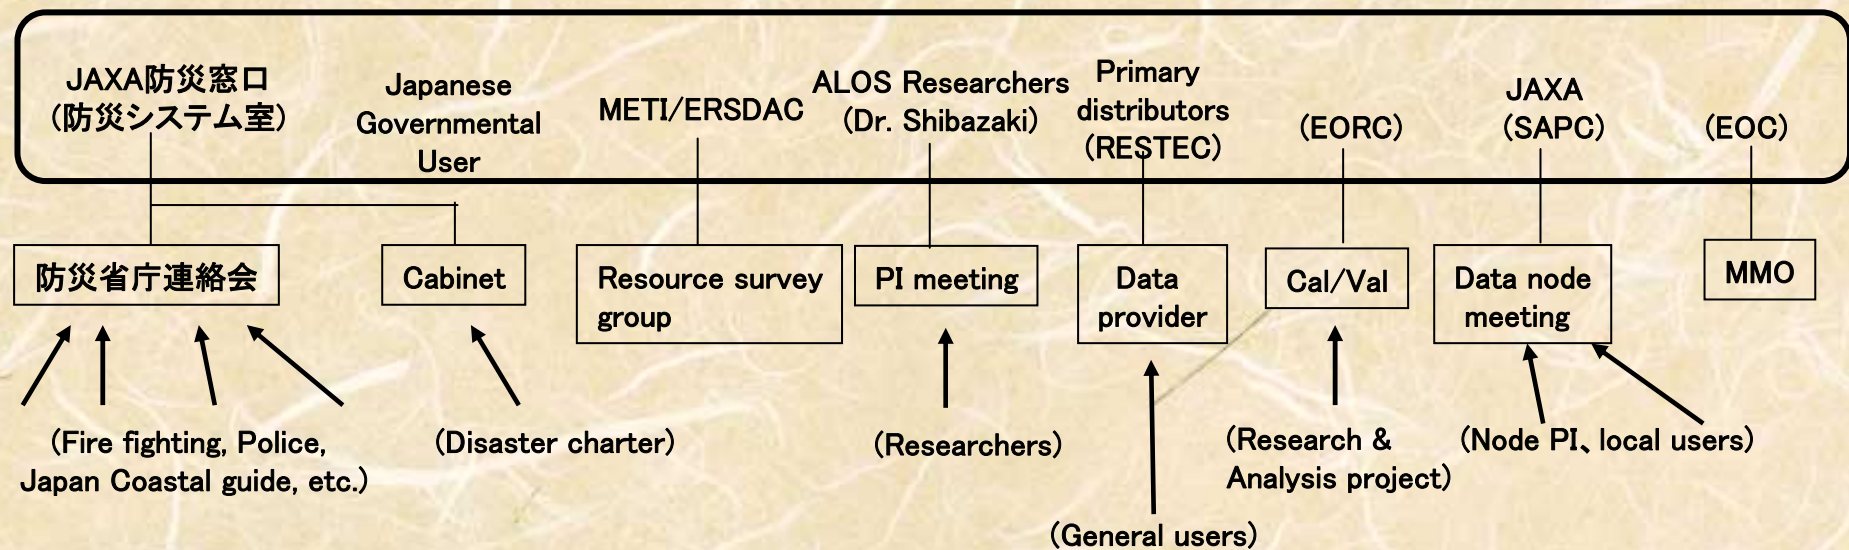 JAXA防災窓口
(防災システム室)
Japanese
Governmental
User
METI/ERSDAC
ALOS Researchers
(Dr. Shibazaki)
Primary
distributors
(RESTEC)
(EORC)
JAXA
(SAPC)
(EOC)
防災省庁連絡会
Cabinet
Resource survey
group
PI meeting
Data
provider
Cal/Val
Data node
meeting
MMO
(Fire fighting, Police,
Japan Coastal guide, etc.)
(Disaster charter)
(Researchers)
(General users)
(Research &
Analysis project)
(Node PI、local users)